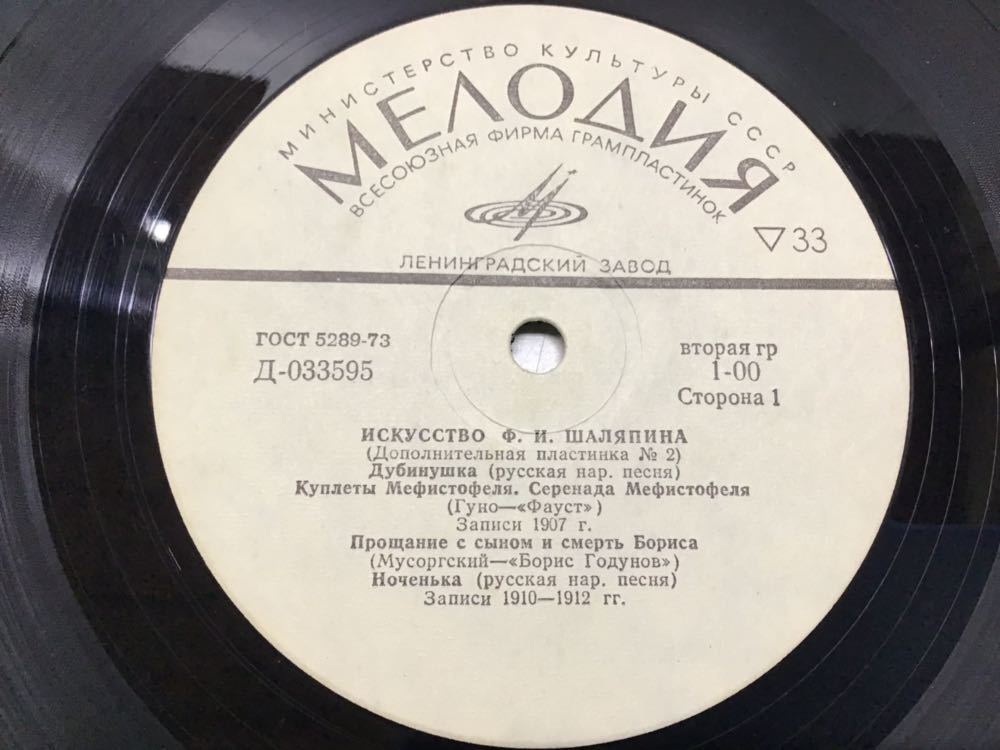 МИНИСТЕРСТВО КУЛЬТУРЫ СССР
МЕЛОДИЯ
ВСЕСОЮЗНАЯ ФИРМА ГРАМПЛАСТИНОК
▽33
ЛЕНИНГРАДСКИЙ ЗАВОД
ГОСТ 5289-73
Д-033595
вторая гр
1-00
Сторона 1
ИСКУССТВО Ф. И. ШАЛЯПИНА
(Дополнительная пластинка № 2)
Дубинушка (русская нар. песня)
Куплеты Мефистофеля. Серенада Мефистофеля
(Гуно—«Фауст»)
Записи 1907 г.
Прощание с сыном и смерть Бориса
(Мусоргский—«Борис Годунов»)
Ноченька (русская нар. песня)
Записи 1910—1912 гг.